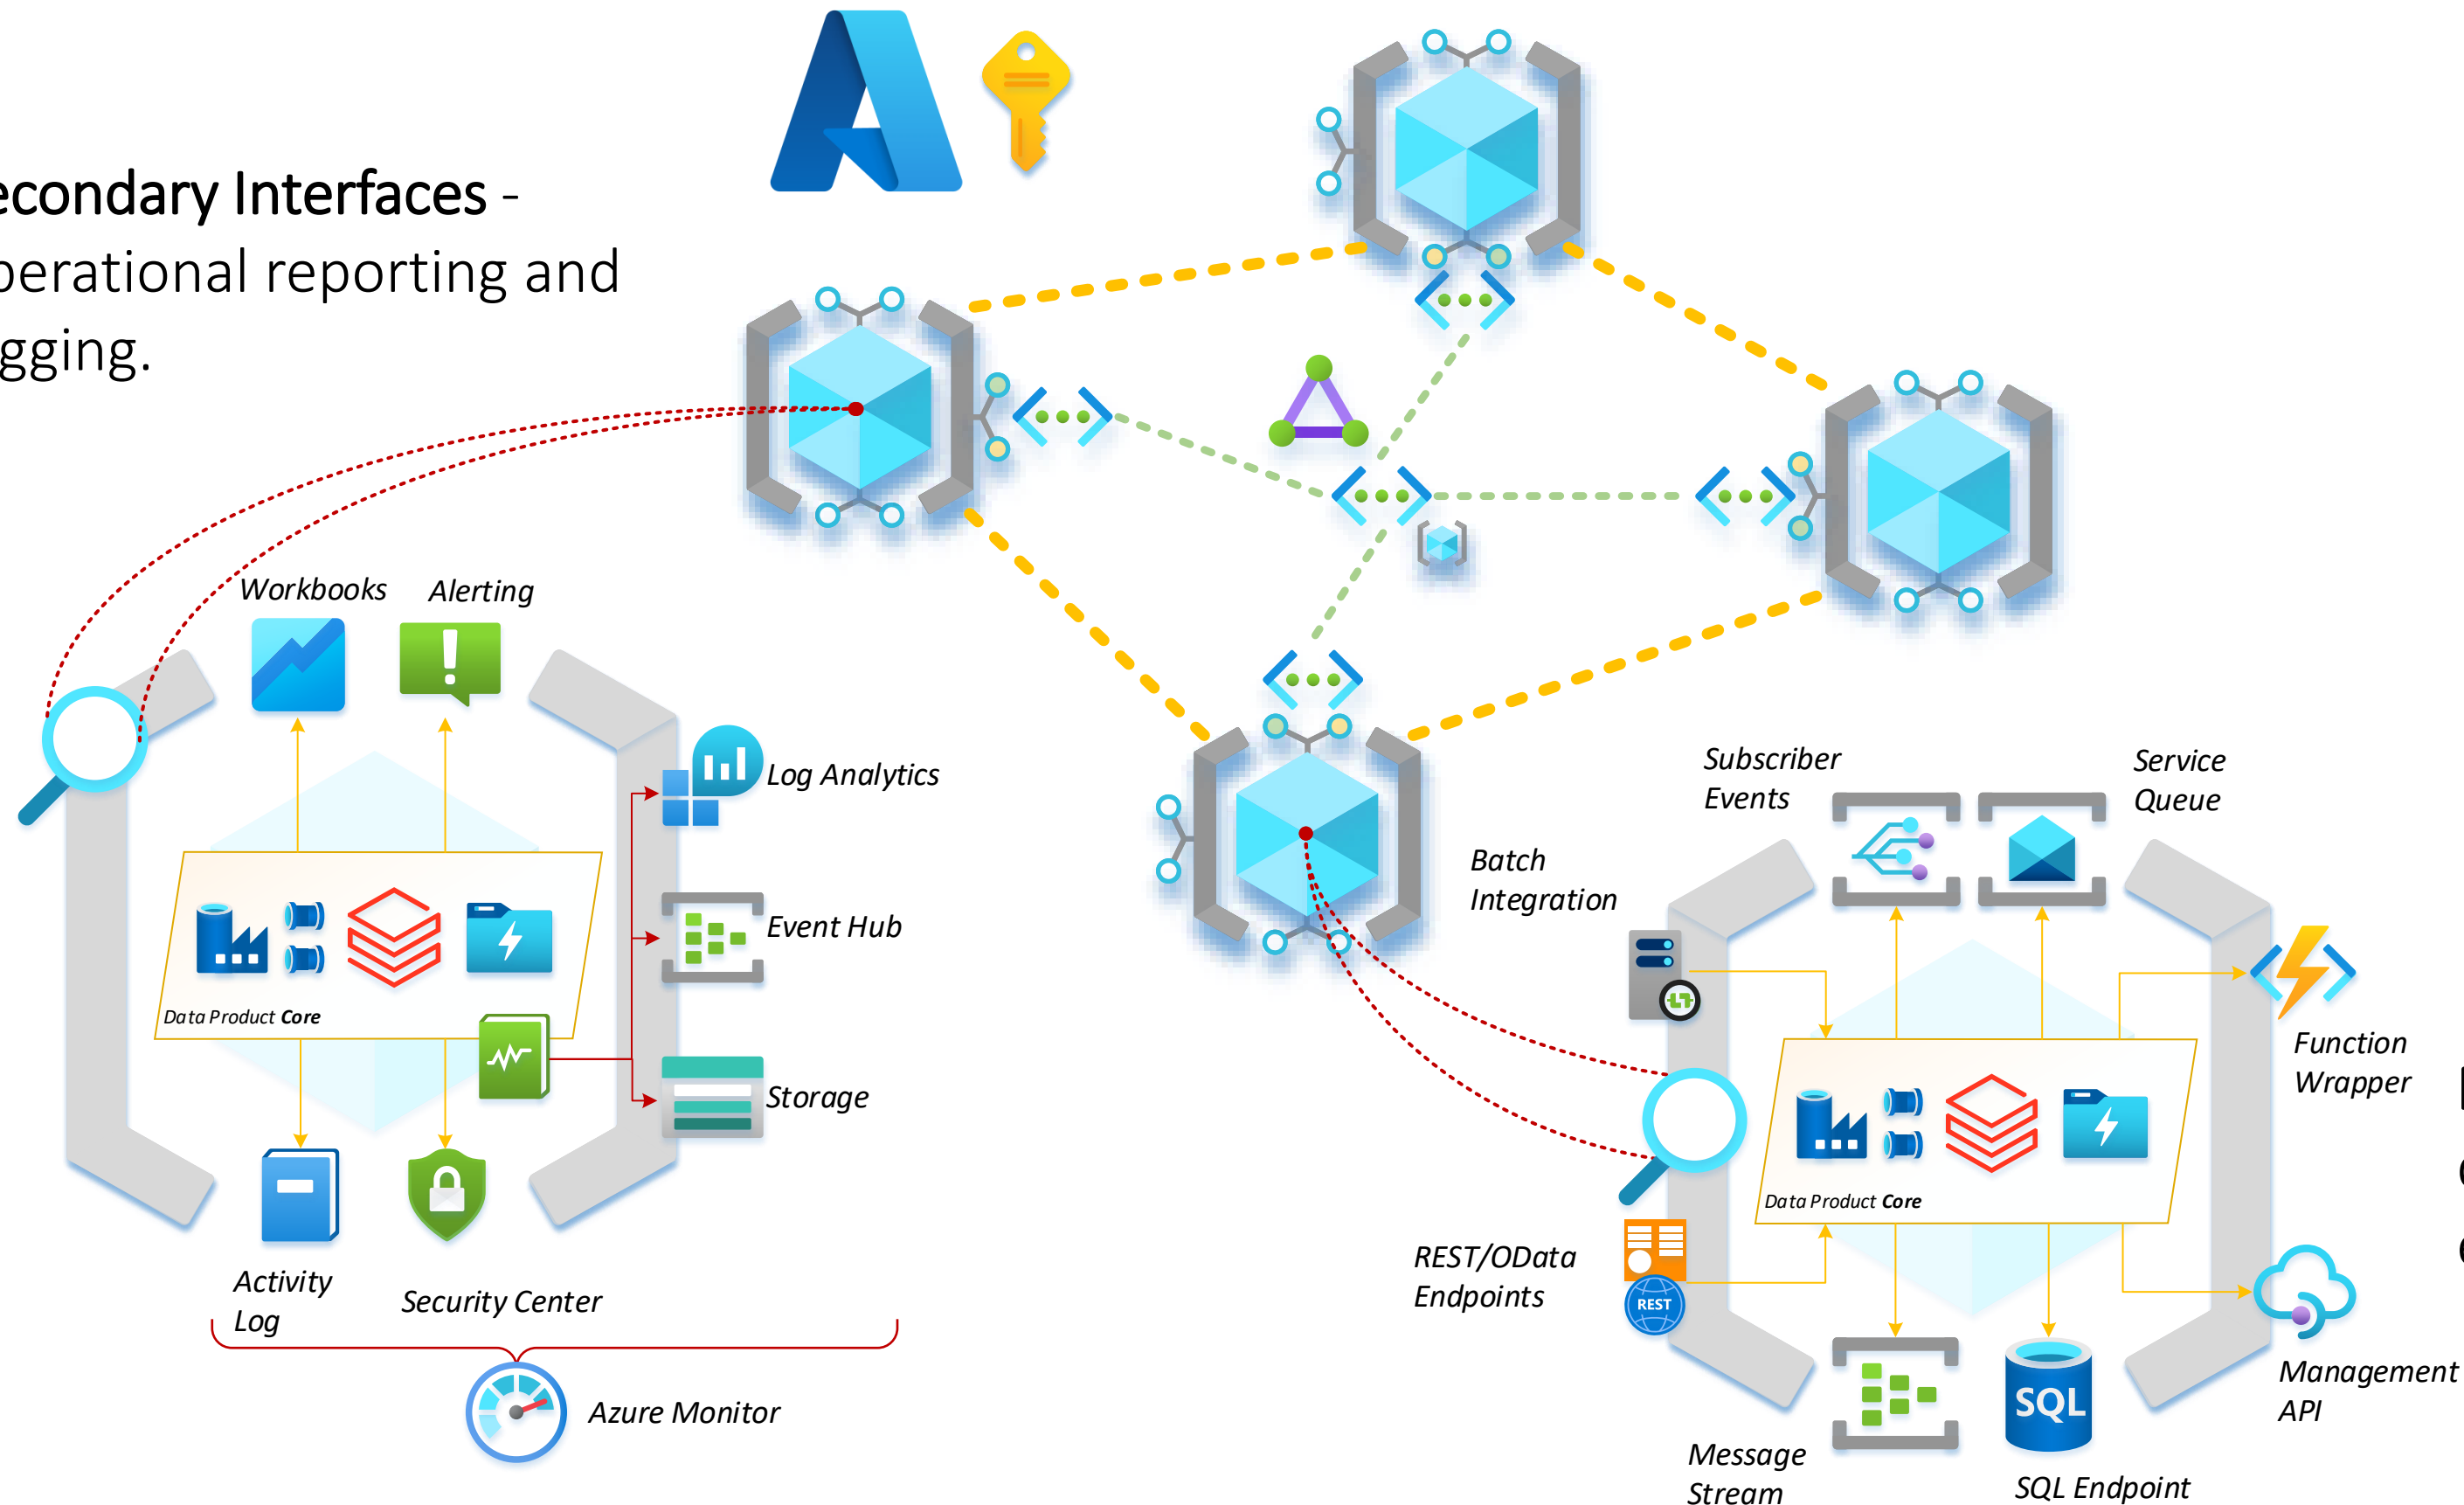 econdary Interfaces -
perational reporting and
gging.
Workbooks
Alerting
Log Analytics
Event Hub
Storage
Data Product Core
Activity
Log
Security Center
Azure Monitor
Subscriber
Events
Service
Queue
Batch
Integration
Function
Wrapper
Data Product Core
REST/OData
Endpoints
REST
Management
API
SQL
Message
Stream
SQL Endpoint